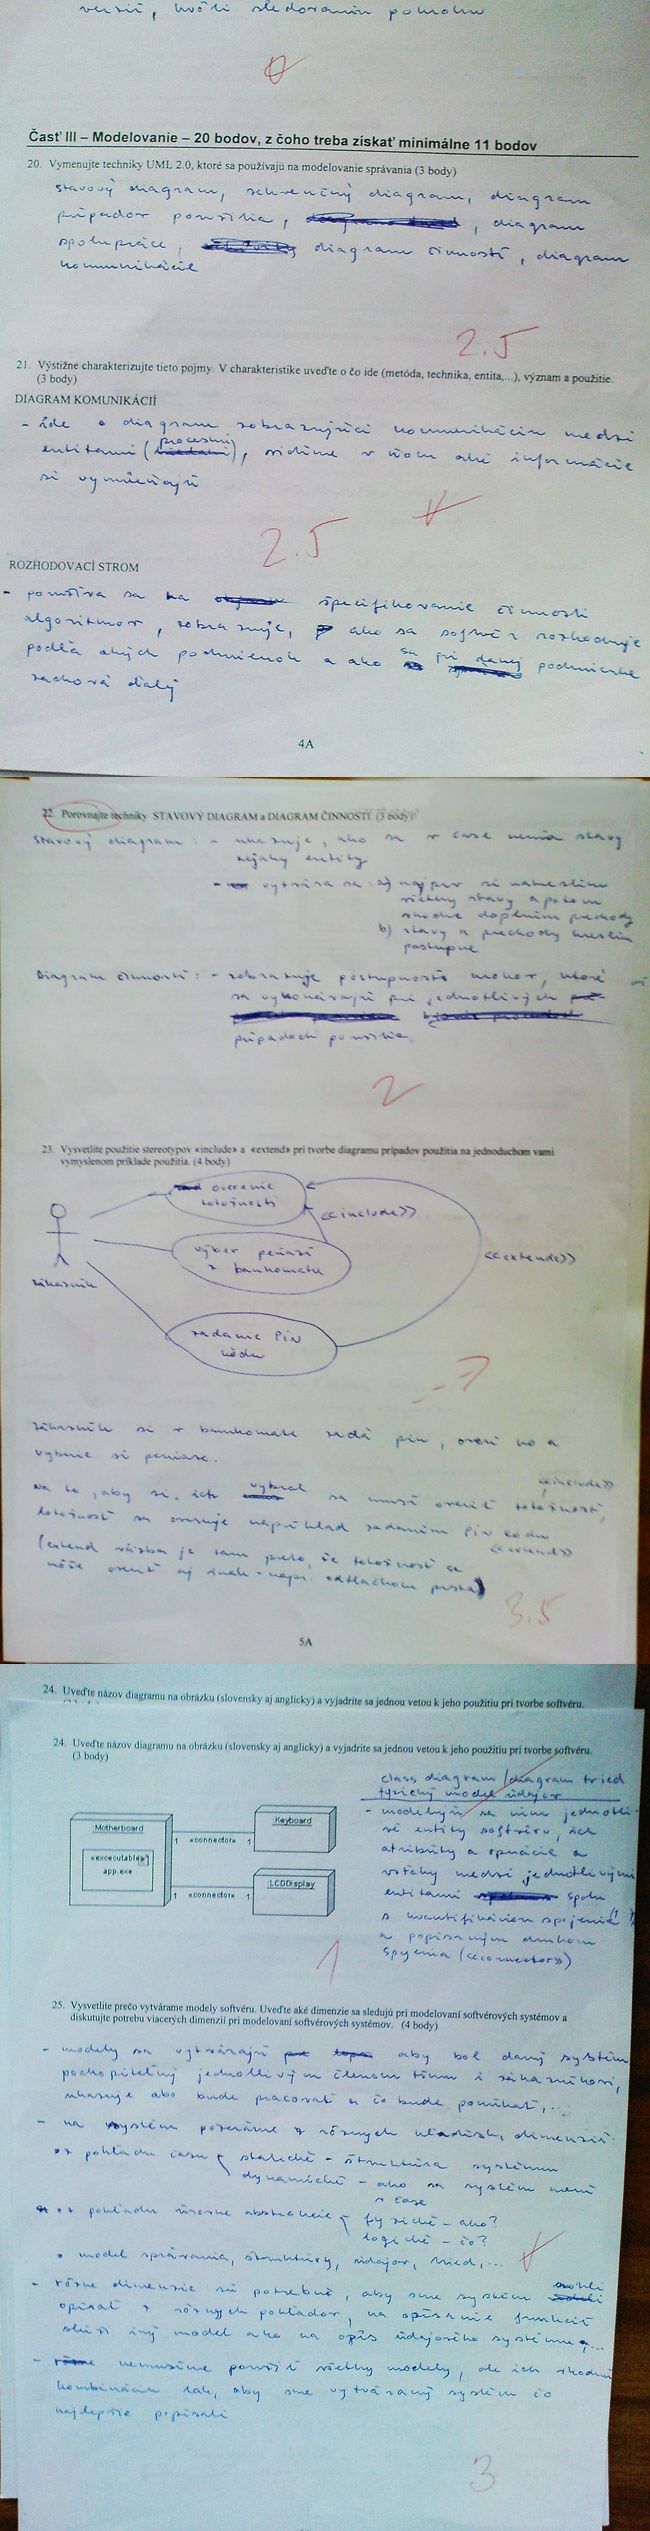 verzií, kvôli sledovaniu pokroku
Časť III – Modelovanie – 20 bodov, z čoho treba získať minimálne 11 bodov
20. Vymenujte techniky UML 2.0, ktoré sa používajú na modelovanie správania (3 body)
stavový diagram, sekvenčný diagram, diagram
prípadov použitia, , diagram
spolupráce, diagram činností, diagram
komunikácie
2.5
21. Výstižne charakterizujte tieto pojmy. V charakteristike uveďte o čo ide (metóda, technika, entita,...), význam a použitie.
(3 body)
DIAGRAM KOMUNIKÁCIÍ
- ide o diagram zobrazujúci komunikáciu medzi
procesmi
entitami ( ), vidíme v ňom aké informácie
si vymieňajú
2.5
ROZHODOVACÍ STROM
- používa sa na špecifikovanie činnosti
algoritmov, zobrazuje, ako sa softvér rozhoduje
podľa akých podmienok a ako sa pri danej podmienke
zachová ďalej
4A
22. Porovnajte techniky STAVOVÝ DIAGRAM a DIAGRAM ČINNOSTÍ. (3 body)
Stavový diagram: - ukazuje, ako sa v čase menia stavy
nejakej entity
- vytvára sa: a) najprv si nakreslím
všetky stavy a potom
vhodne doplním prechody
b) stavy a prechody kreslím
postupne
Diagram činností: - zobrazuje postupnosti krokov, ktoré
sa vykonávajú pri jednotlivých
prípadoch použitia
2
23. Vysvetlite použitie stereotypov «include» a «extend» pri tvorbe diagramu prípadov použitia na jednoduchom vami
vymyslenom príklade použitia. (4 body)
overenie
totožnosti
<<include>>
výber peňazí
z bankomatu
<<extend>>
zákazník
zadanie PIN
kódu
Zákazník si v bankomate zadá pin, overí ho a
vyberie si peniaze.
<<include>>
Na to, aby si ich vybral sa musí overiť totožnosť,
totožnosť sa overuje napríklad zadaním PIN kódu
<<extend>>
(extend väzba je tam preto, že totožnosť sa
môže overiť aj inak - napr. odtlačkom prsta)
3.5
5A
24. Uveďte názov diagramu na obrázku (slovensky aj anglicky) a vyjadrite sa jednou vetou k jeho použitiu pri tvorbe softvéru.
24. Uveďte názov diagramu na obrázku (slovensky aj anglicky) a vyjadrite sa jednou vetou k jeho použitiu pri tvorbe softvéru.
(3 body)
class diagram / diagram tried
fyzický model údajov
- modelujú sa ním jednotli-
vé entity softvéru, ich
atribúty a operácie a
vzťahy medzi jednotlivými
entitami spolu
s kvantifikáciou spojenia
a popísaným druhom
spojenia (<<connector>>)
:Motherboard
«executable»
app.exe
1 «connector» 1
:Keyboard
1 «connector» 1
:LCDDisplay
1
25. Vysvetlite prečo vytvárame modely softvéru. Uveďte aké dimenzie sa sledujú pri modelovaní softvérových systémov a
diskutujte potrebu viacerých dimenzií pri modelovaní softvérových systémov. (4 body)
- modely sa vytvárajú aby bol daný systém
pochopiteľný jednotlivým členom tímu i zákazníkovi,
ukazuje ako bude pracovať a čo bude ponúkať,...
- na systém pozeráme z rôznych hľadísk, dimenzií:
z pohľadu času statické - štruktúra systému
dynamické - ako sa systém mení
v čase
z pohľadu úrovne abstrakcie fyzické - ako?
logické - čo?
• model správania, štruktúry, údajov, tried,...
- rôzne dimenzie sú potrebné, aby sme systém mohli
opísať z rôznych pohľadov, na opísanie funkcií
slúži iný model ako na opis údajového systému,...
- nemusíme použiť všetky modely, ale ich vhodnú
kombináciu tak, aby sme vytváraný systém čo
najlepšie popísali
3